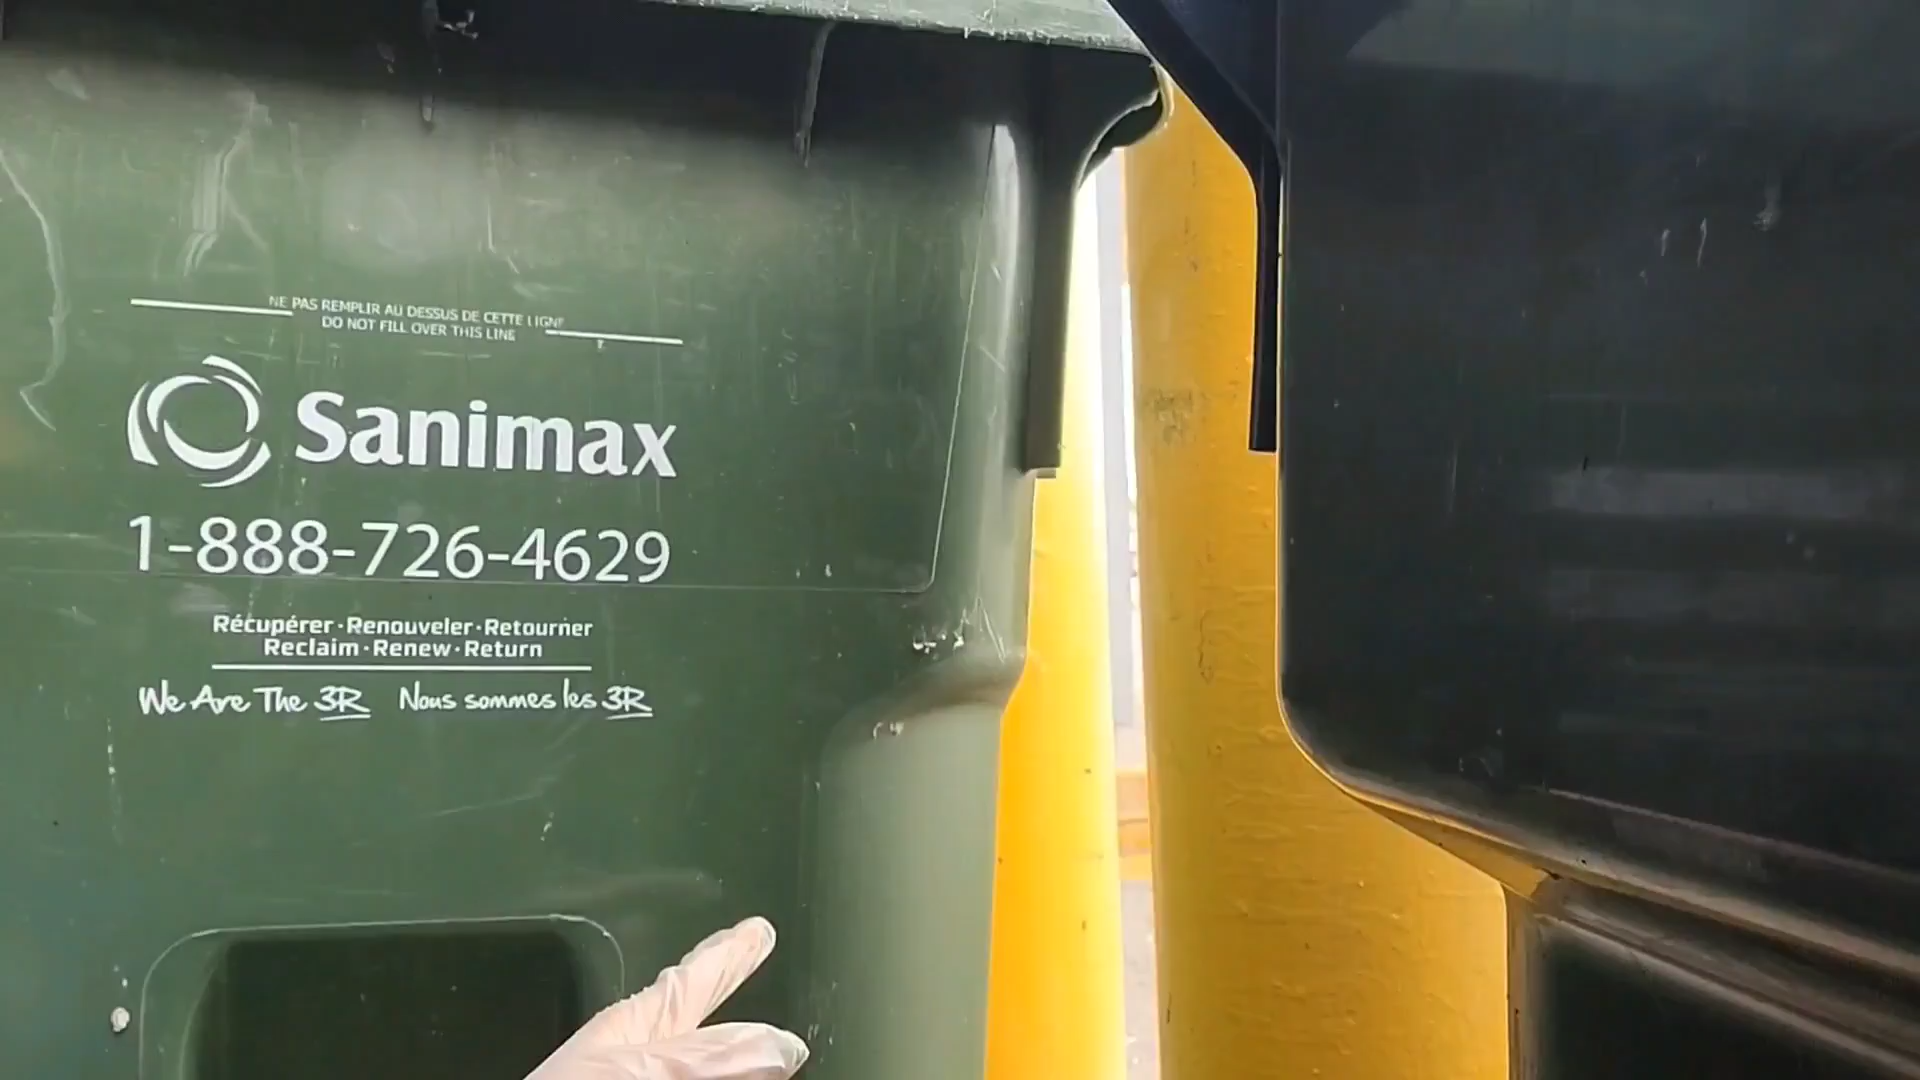 NE PAS REMPLIR AU DESSUS DE CETTE LIGNE
DO NOT FILL OVER THIS LINE
Sanimax
1-888-726-4629
Récupérer·Renouveler·Retourner
Reclaim·Renew·Return
We Are The 3R Nous sommes les 3R